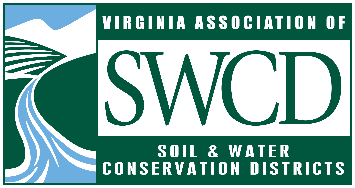 VIRGINIA ASSOCIATION OF
SWCD
SOIL & WATER
CONSERVATION DISTRICTS